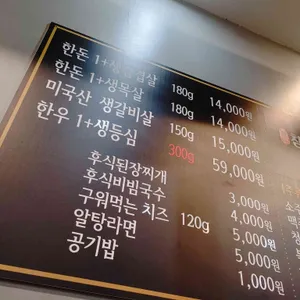 한돈 1+생삼겹살 180g 14,000원
한돈 1+생목살 180g 14,000원
미국산 생갈비살 150g 15,000원
한우 1+생등심 300g 59,000원
후식된장찌개 3,000원
후식비빔국수 4,000원
구워먹는 치즈 120g 5,000원
알탕라면 5,000원
공기밥 1,000원